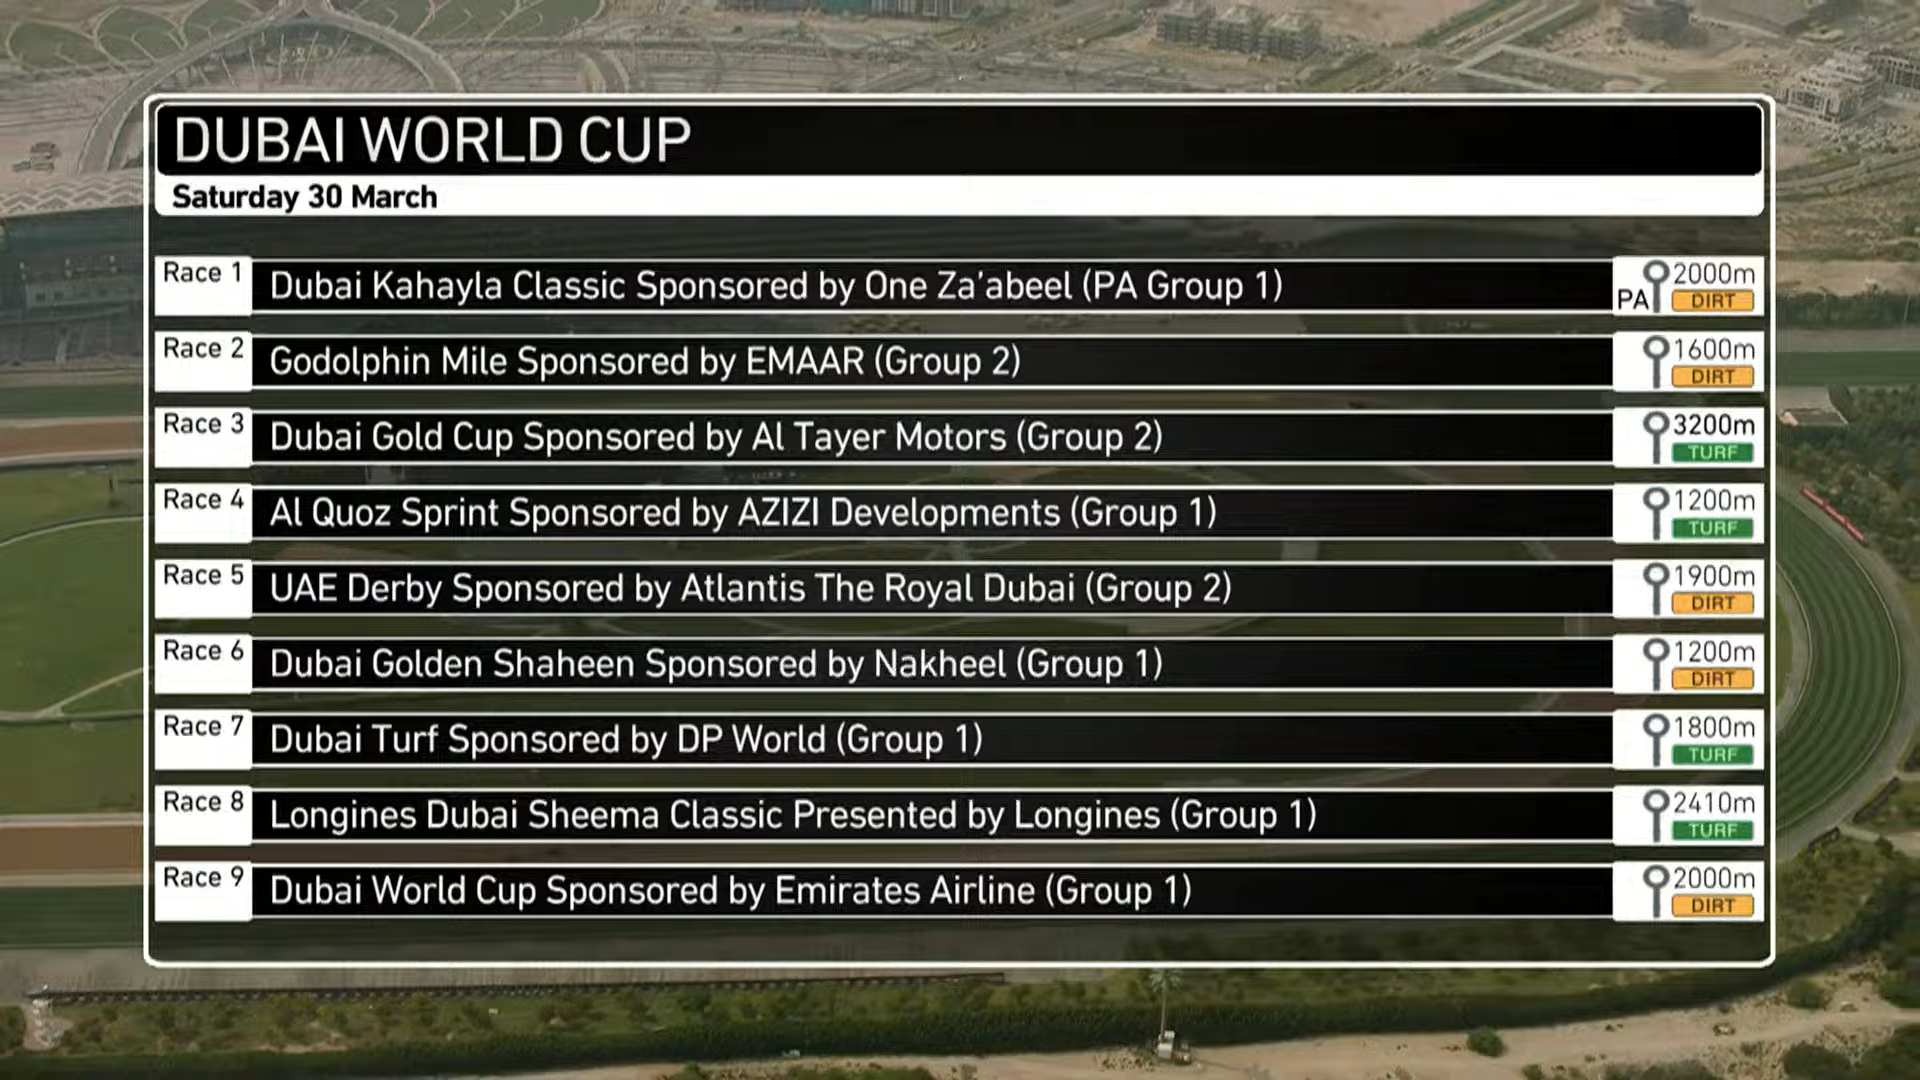 DUBAI WORLD CUP
Saturday 30 March
Race 1 Dubai Kahayla Classic Sponsored by One Za'abeel (PA Group 1) PA 2000m DIRT
Race 2 Godolphin Mile Sponsored by EMAAR (Group 2) 1600m DIRT
Race 3 Dubai Gold Cup Sponsored by Al Tayer Motors (Group 2) 3200m TURF
Race 4 Al Quoz Sprint Sponsored by AZIZI Developments (Group 1) 1200m TURF
Race 5 UAE Derby Sponsored by Atlantis The Royal Dubai (Group 2) 1900m DIRT
Race 6 Dubai Golden Shaheen Sponsored by Nakheel (Group 1) 1200m DIRT
Race 7 Dubai Turf Sponsored by DP World (Group 1) 1800m TURF
Race 8 Longines Dubai Sheema Classic Presented by Longines (Group 1) 2410m TURF
Race 9 Dubai World Cup Sponsored by Emirates Airline (Group 1) 2000m DIRT